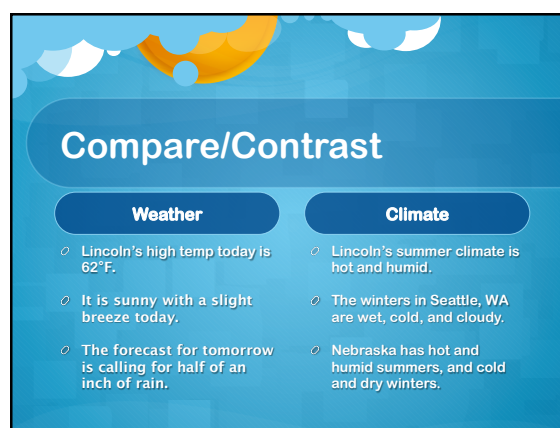 Compare/Contrast
Weather
Lincoln's high temp today is
62°F.
It is sunny with a slight
breeze today.
The forecast for tomorrow
is calling for half of an
inch of rain.
Climate
Lincoln's summer climate is
hot and humid.
The winters in Seattle, WA
are wet, cold, and cloudy.
Nebraska has hot and
humid summers, and cold
and dry winters.